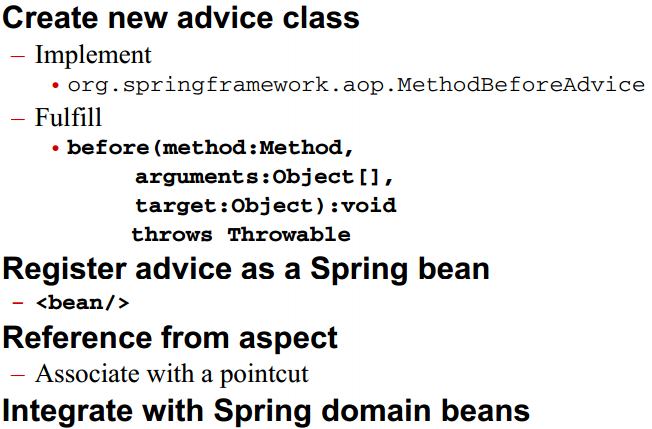 Create new advice class
– Implement
• org.springframework.aop.MethodBeforeAdvice
– Fulfill
• before(method:Method,
arguments:Object[],
target:Object):void
throws Throwable
Register advice as a Spring bean
– <bean/>
Reference from aspect
– Associate with a pointcut
Integrate with Spring domain beans